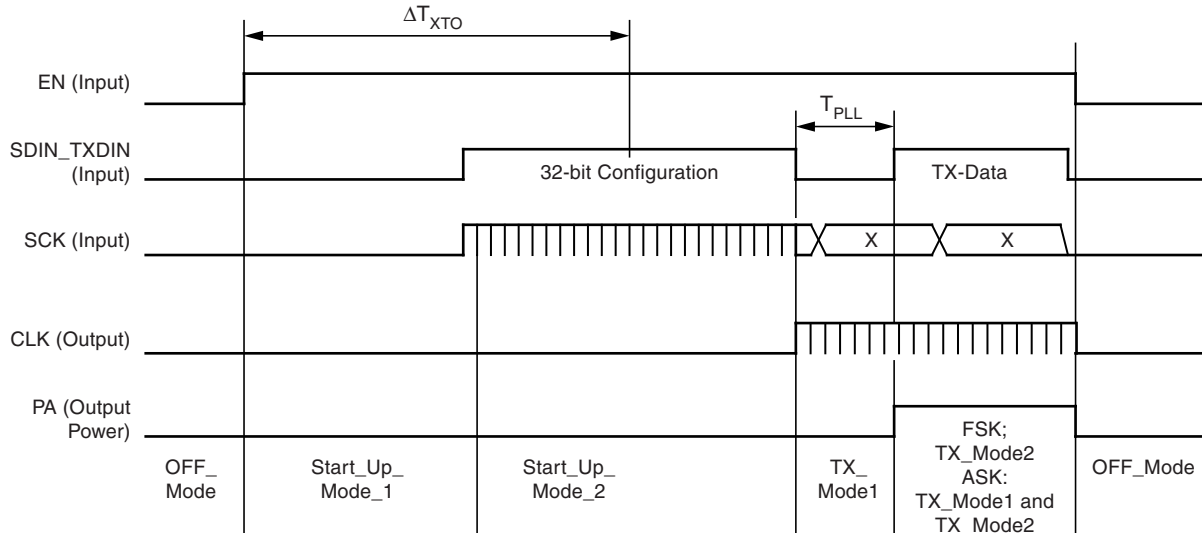 ΔT_XTO
EN (Input)
T_PLL
SDIN_TXDIN
(Input)
32-bit Configuration
TX-Data
SCK (Input)
X
X
CLK (Output)
PA (Output
Power)
OFF_
Mode
Start_Up_
Mode_1
Start_Up_
Mode_2
TX_
Mode1
FSK;
TX_Mode2
ASK:
TX_Mode1 and
TX_Mode2
OFF_Mode